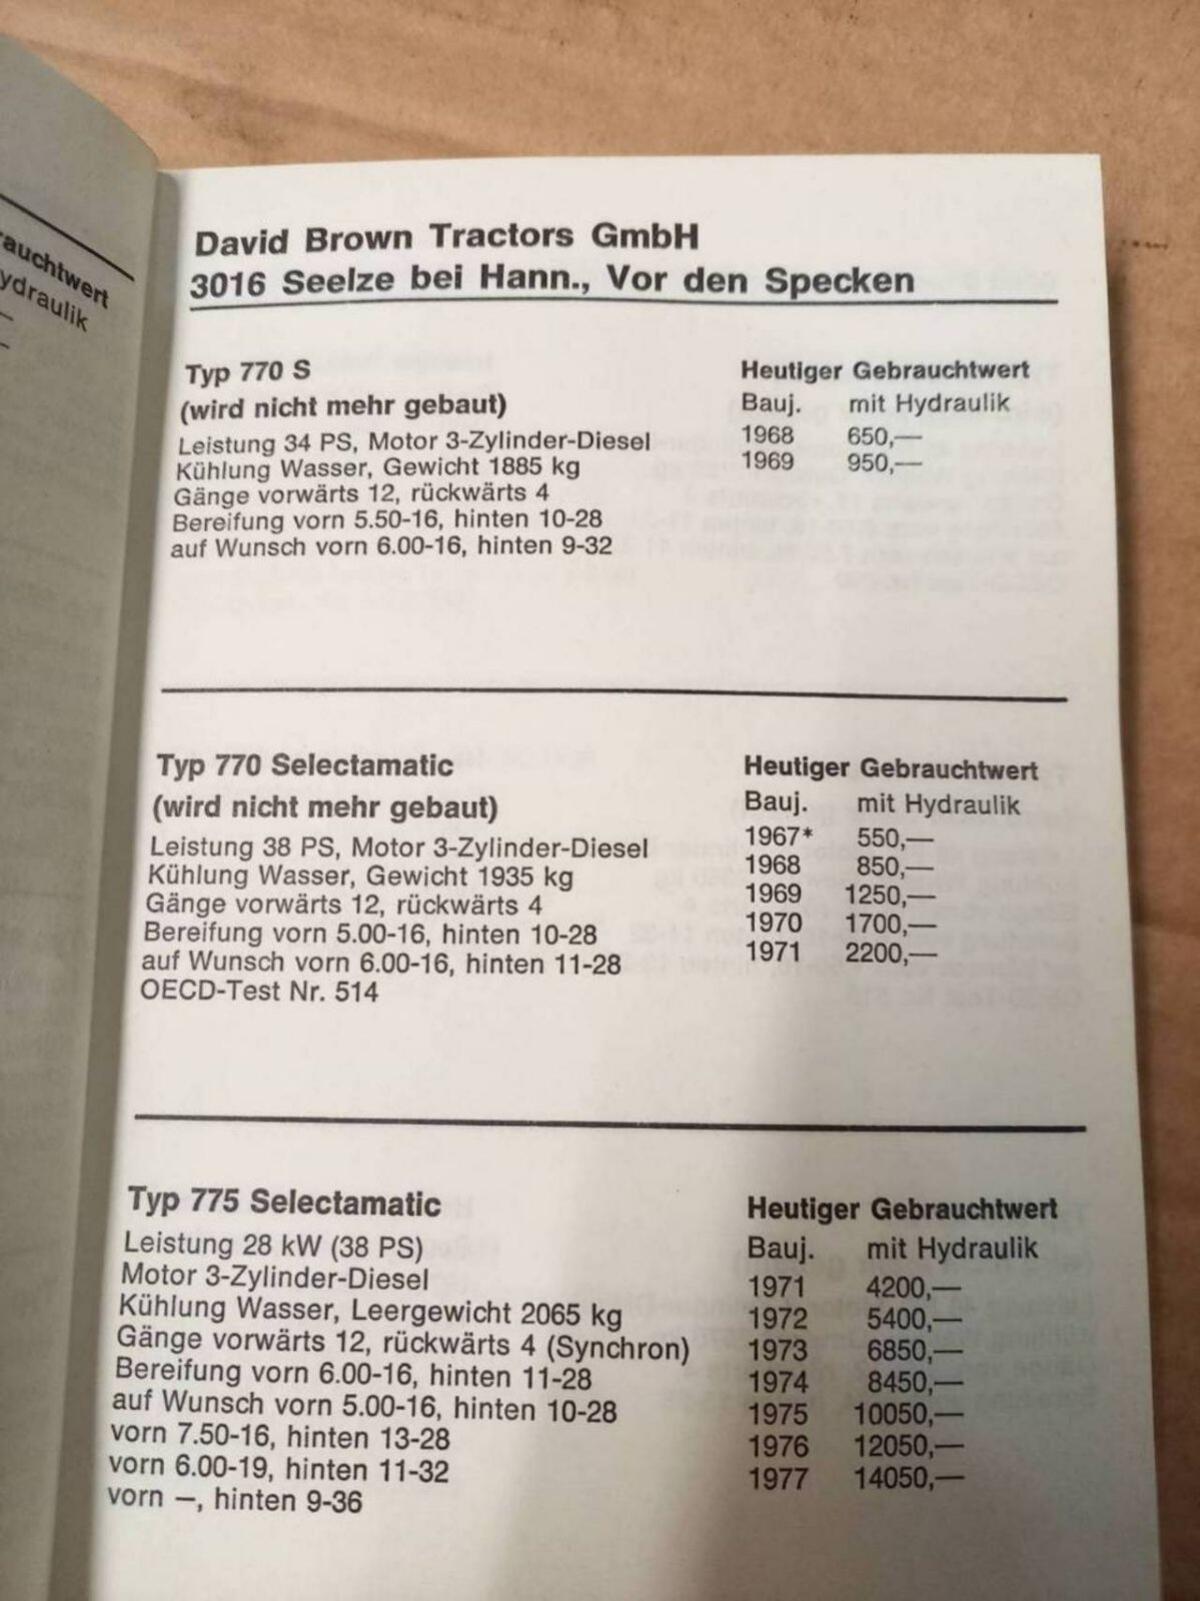 auchtwert
ydraulik
David Brown Tractors GmbH
3016 Seelze bei Hann., Vor den Specken
Typ 770 S
(wird nicht mehr gebaut)
Leistung 34 PS, Motor 3-Zylinder-Diesel
Kühlung Wasser, Gewicht 1885 kg
Gänge vorwärts 12, rückwärts 4
Bereifung vorn 5.50-16, hinten 10-28
auf Wunsch vorn 6.00-16, hinten 9-32
Heutiger Gebrauchtwert
Bauj. mit Hydraulik
1968 650,—
1969 950,—
Typ 770 Selectamatic
(wird nicht mehr gebaut)
Leistung 38 PS, Motor 3-Zylinder-Diesel
Kühlung Wasser, Gewicht 1935 kg
Gänge vorwärts 12, rückwärts 4
Bereifung vorn 5.00-16, hinten 10-28
auf Wunsch vorn 6.00-16, hinten 11-28
OECD-Test Nr. 514
Heutiger Gebrauchtwert
Bauj. mit Hydraulik
1967* 550,—
1968 850,—
1969 1250,—
1970 1700,—
1971 2200,—
Typ 775 Selectamatic
Leistung 28 kW (38 PS)
Motor 3-Zylinder-Diesel
Kühlung Wasser, Leergewicht 2065 kg
Gänge vorwärts 12, rückwärts 4 (Synchron)
Bereifung vorn 6.00-16, hinten 11-28
auf Wunsch vorn 5.00-16, hinten 10-28
vorn 7.50-16, hinten 13-28
vorn 6.00-19, hinten 11-32
vorn —, hinten 9-36
Heutiger Gebrauchtwert
Bauj. mit Hydraulik
1971 4200,—
1972 5400,—
1973 6850,—
1974 8450,—
1975 10050,—
1976 12050,—
1977 14050,—